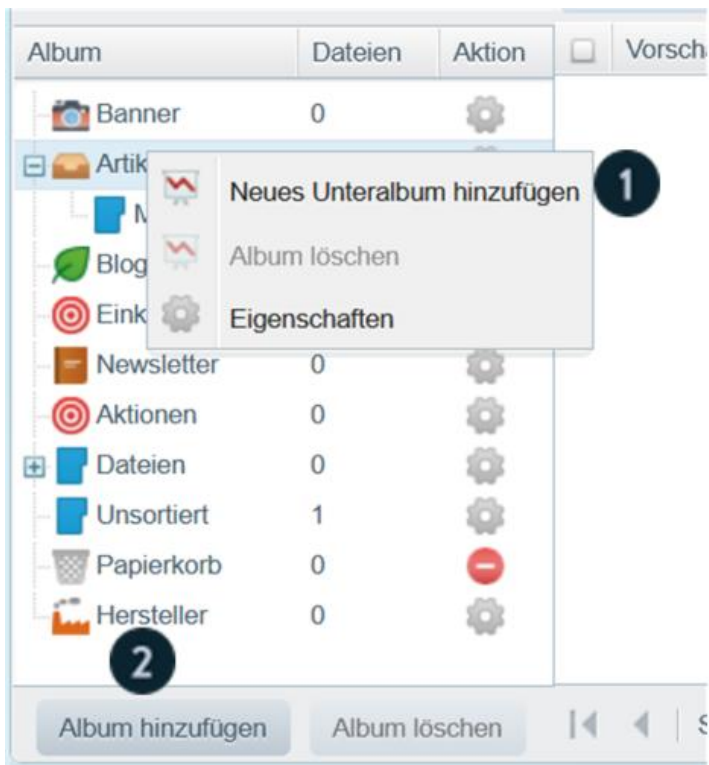 Album Dateien Aktion Vorsch
Banner 0
Artik
Neues Unteralbum hinzufügen 1
M
Album löschen
Blog
Eigenschaften
Eink
Newsletter 0
Aktionen 0
Dateien 0
Unsortiert 1
Papierkorb 0
Hersteller 0
2
Album hinzufügen Album löschen S